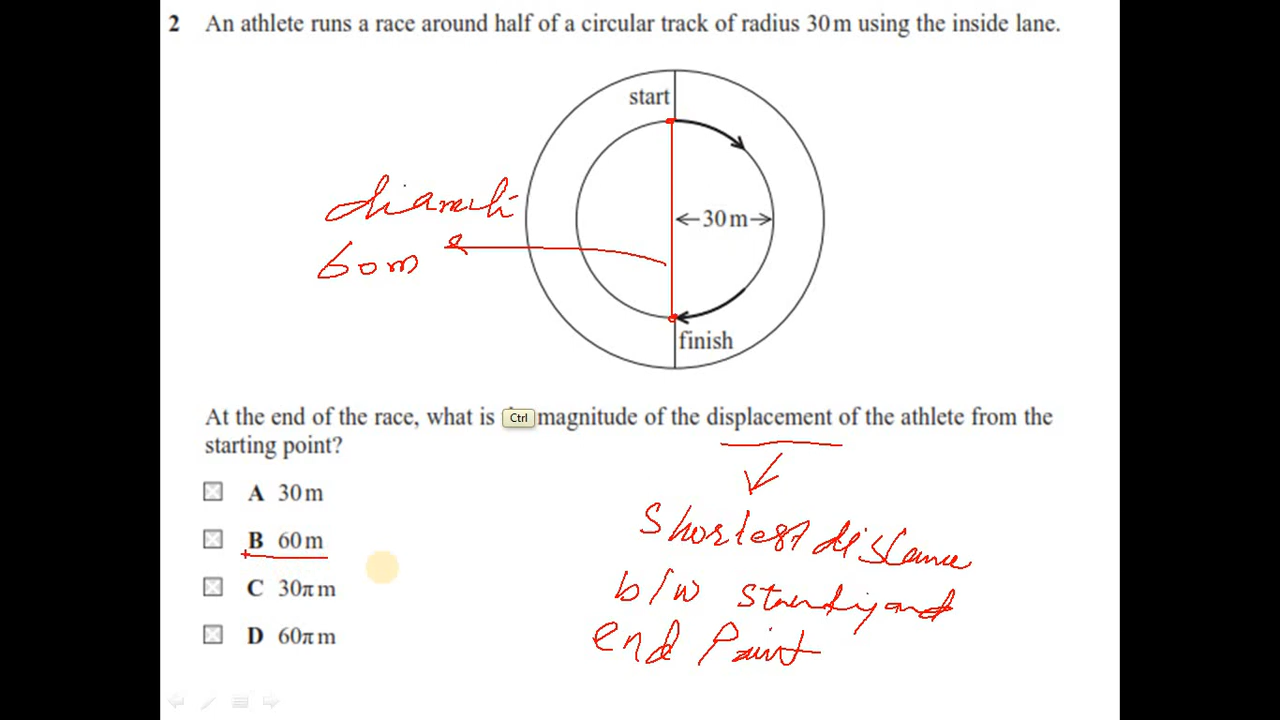 2 An athlete runs a race around half of a circular track of radius 30 m using the inside lane.
start
30 m
diameter
60m
finish
At the end of the race, what is Ctrl magnitude of the displacement of the athlete from the
starting point?
A 30 m
B 60 m
C 30π m
D 60π m
Shortest distance
b/w starting and
end Point